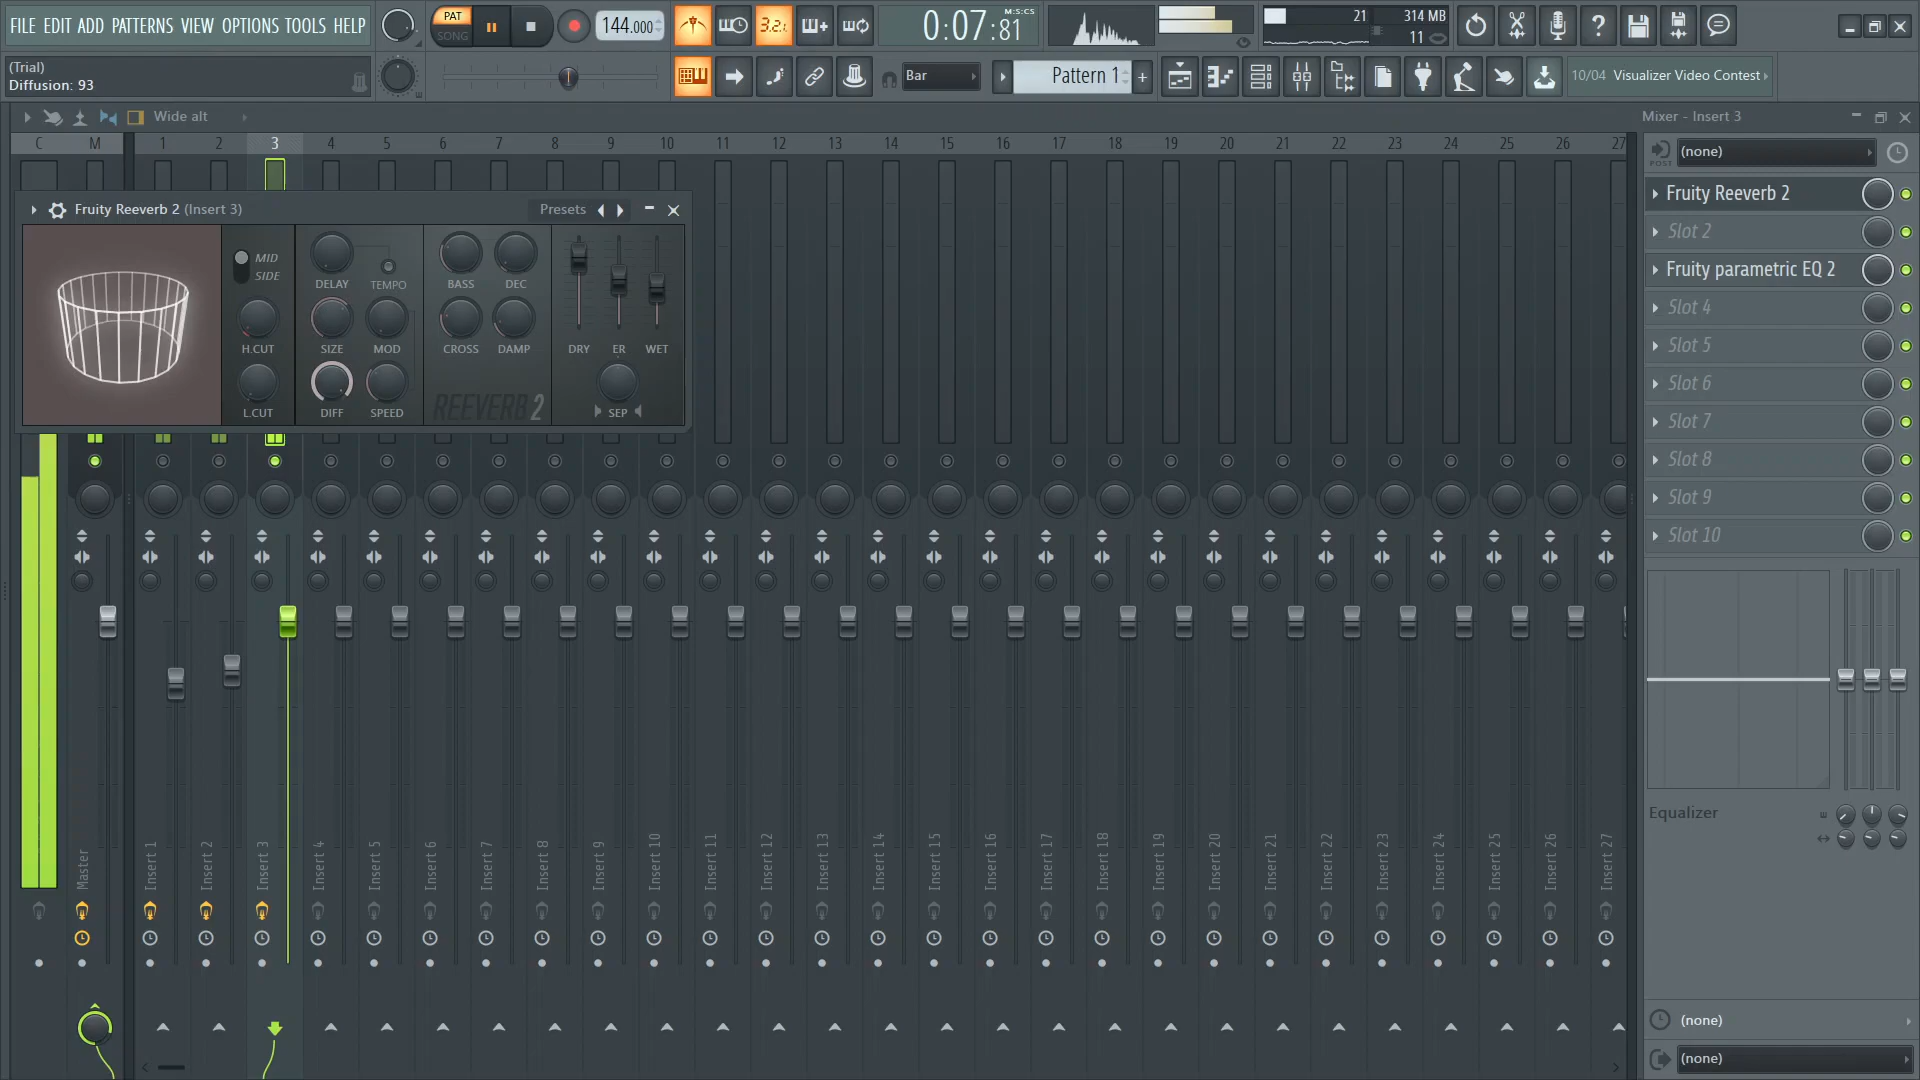 FILE EDIT ADD PATTERNS VIEW OPTIONS TOOLS HELP
PAT
SONG
144.000
3.2:
0:07:81
M:S:CS
21
314 MB
11
(Trial)
Diffusion: 93
Bar
Pattern 1
+
10/04 Visualizer Video Contest
Wide alt
Mixer - Insert 3
C M 1 2 3 4 5 6 7 8 9 10 11 12 13 14 15 16 17 18 19 20 21 22 23 24 25 26 27
POST
(none)
Fruity Reeverb 2 (Insert 3)
Presets
MID
SIDE
H.CUT
L.CUT
DELAY
TEMPO
SIZE
MOD
DIFF
SPEED
BASS
DEC
CROSS
DAMP
REEVERB 2
DRY
ER
WET
SEP
Fruity Reeverb 2
Slot 2
Fruity parametric EQ 2
Slot 4
Slot 5
Slot 6
Slot 7
Slot 8
Slot 9
Slot 10
Equalizer
Master
Insert 1
Insert 2
Insert 3
Insert 4
Insert 5
Insert 6
Insert 7
Insert 8
Insert 9
Insert 10
Insert 11
Insert 12
Insert 13
Insert 14
Insert 15
Insert 16
Insert 17
Insert 18
Insert 19
Insert 20
Insert 21
Insert 22
Insert 23
Insert 24
Insert 25
Insert 26
Insert 27
(none)
(none)